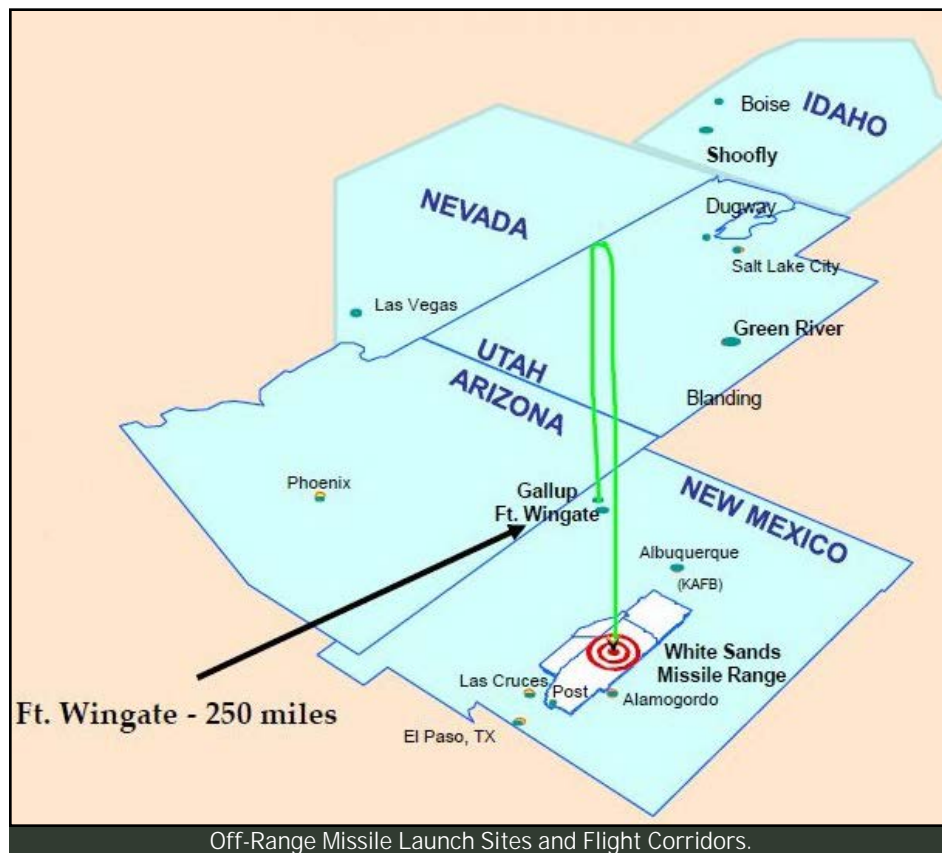 Boise
IDAHO
Shoofly
NEVADA
Dugway
Salt Lake City
Las Vegas
Green River
UTAH
ARIZONA
Blanding
Phoenix
Gallup
Ft. Wingate
NEW MEXICO
Albuquerque
(KAFB)
White Sands
Missile Range
Las Cruces
Post
Alamogordo
Ft. Wingate - 250 miles
El Paso, TX
Off-Range Missile Launch Sites and Flight Corridors.